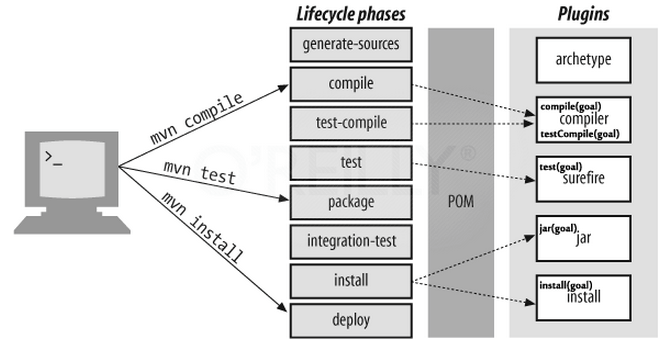 Lifecycle phases
Plugins
generate-sources
compile
test-compile
test
package
integration-test
install
deploy
>_
mvn compile
mvn test
mvn install
O'REILLY®
POM
archetype
compile(goal)
compiler
testCompile(goal)
test(goal)
surefire
jar(goal)
jar
install(goal)
install